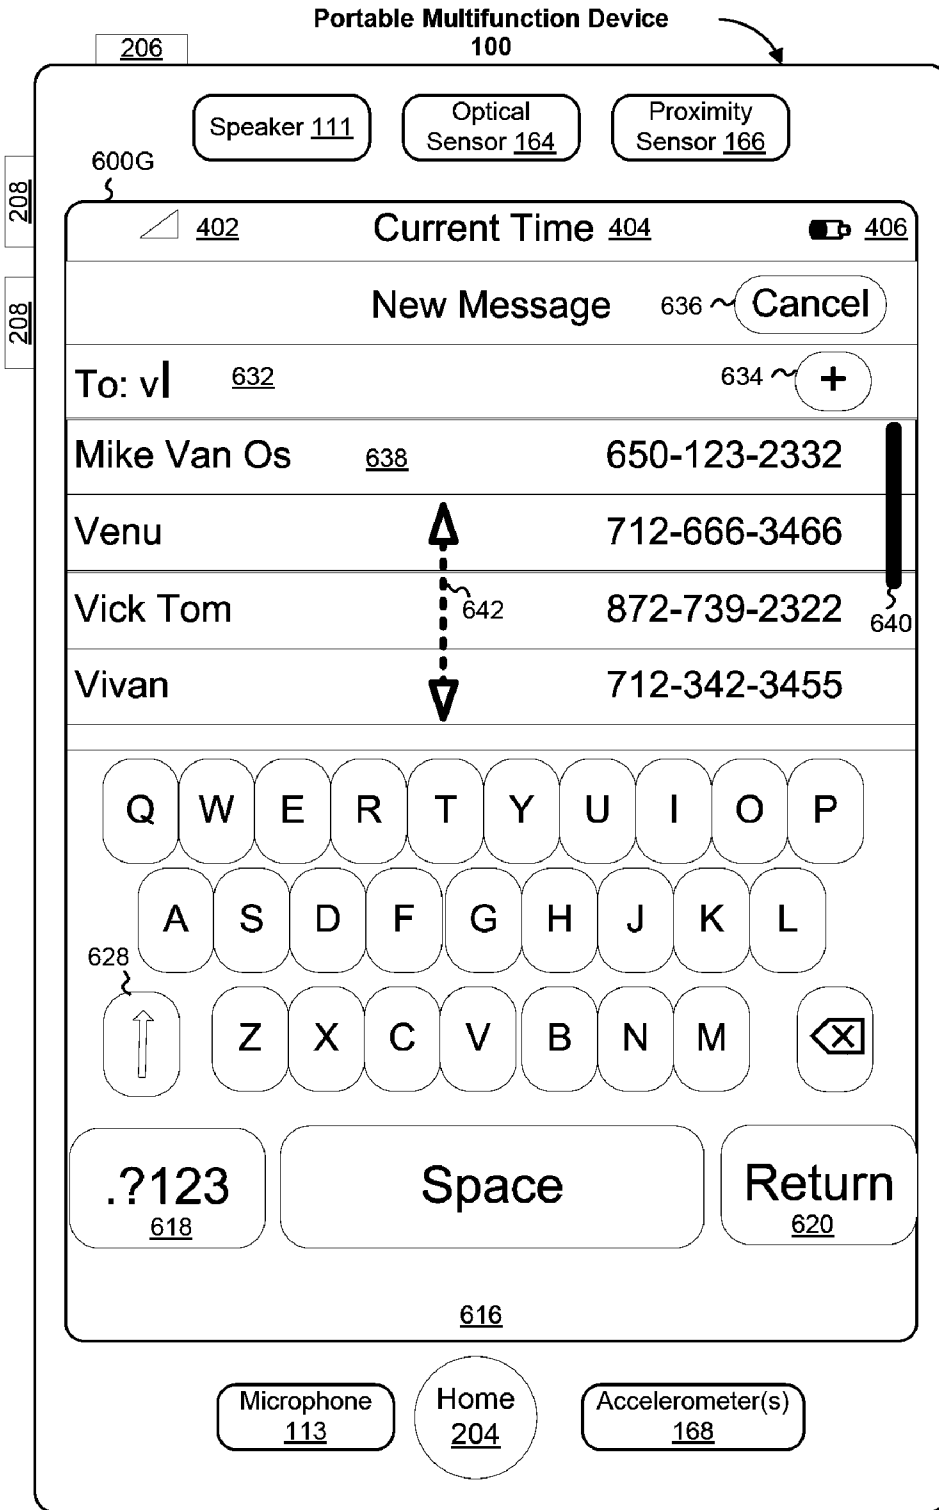 Portable Multifunction Device
100
206
Speaker 111
Optical
Sensor 164
Proximity
Sensor 166
600G
208
208
402 Current Time 404 406
New Message 636 Cancel
To: v 632 634 +
Mike Van Os 638 650-123-2332
Venu 712-666-3466
642
Vick Tom 872-739-2322
640
Vivan 712-342-3455
Q W E R T Y U I O P
A S D F G H J K L
628
Z X C V B N M
.?123
618
Space
Return
620
616
Microphone
113
Home
204
Accelerometer(s)
168